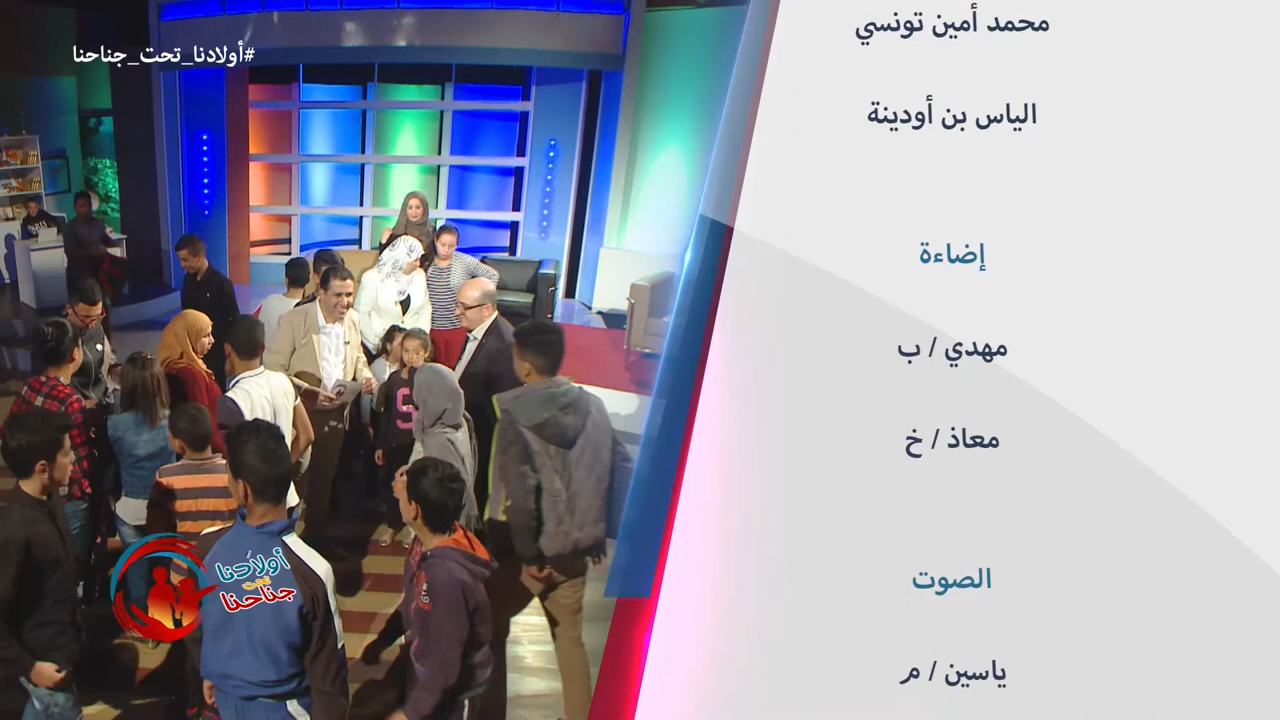 #أولادنا_تحت_جناحنا
محمد أمين تونسي
الياس بن أودينة
إضاءة
مهدي / ب
معاذ / خ
الصوت
ياسين / م
أولادنا
تحت
جناحنا